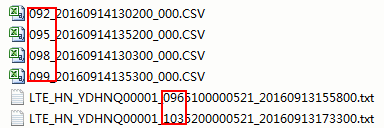 092_20160914130200_000.CSV
095_20160914135200_000.CSV
098_20160914130300_000.CSV
099_20160914135300_000.CSV
LTE_HN_YDHNQ00001_0965100000521_20160913155800.txt
LTE_HN_YDHNQ00001_1035200000521_20160913173300.txt